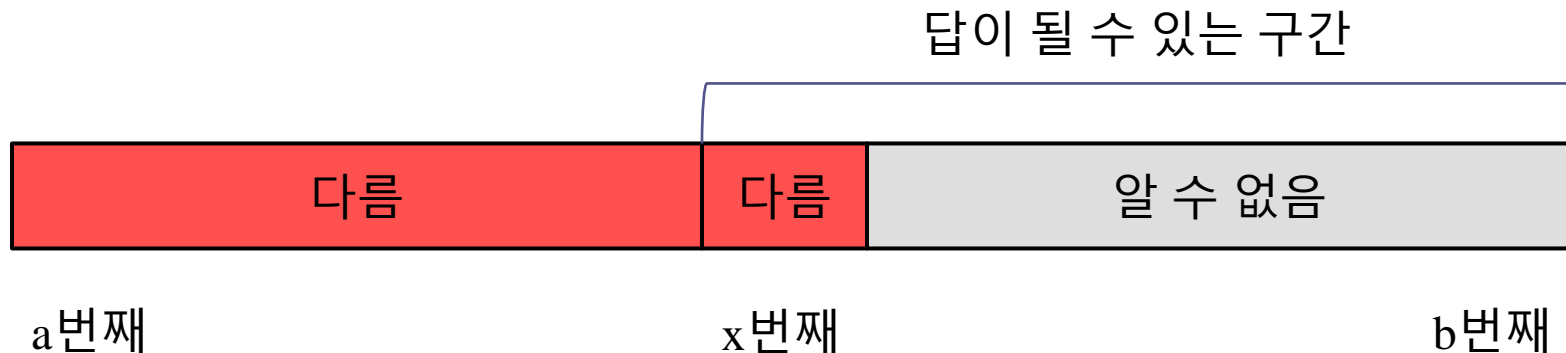 답이 될 수 있는 구간
다름 다름 알 수 없음
a번째 x번째 b번째